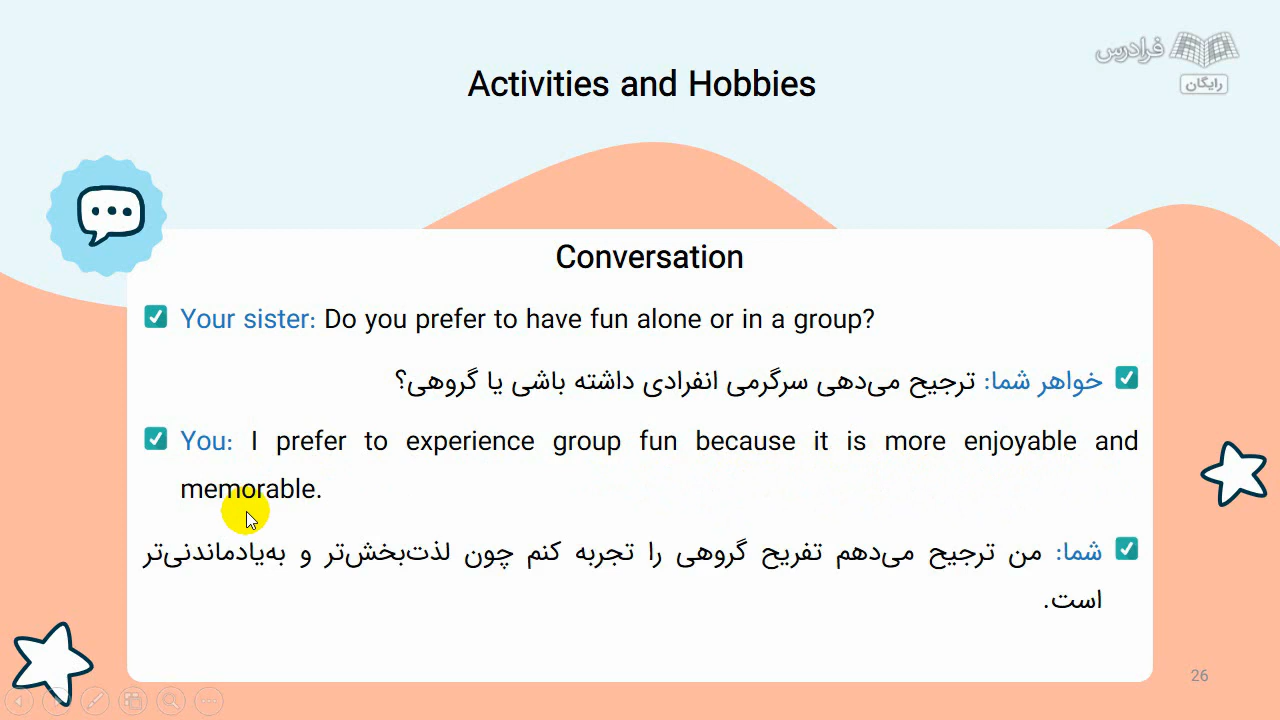 فرادرس
رایگان
Activities and Hobbies
Conversation
Your sister: Do you prefer to have fun alone or in a group?
خواهر شما: ترجیح می‌دهی سرگرمی انفرادی داشته باشی یا گروهی؟
You: I prefer to experience group fun because it is more enjoyable and
memorable.
شما: من ترجیح می‌دهم تفریح گروهی را تجربه کنم چون لذت‌بخش‌تر و به‌یادماندنی‌تر
است.
26